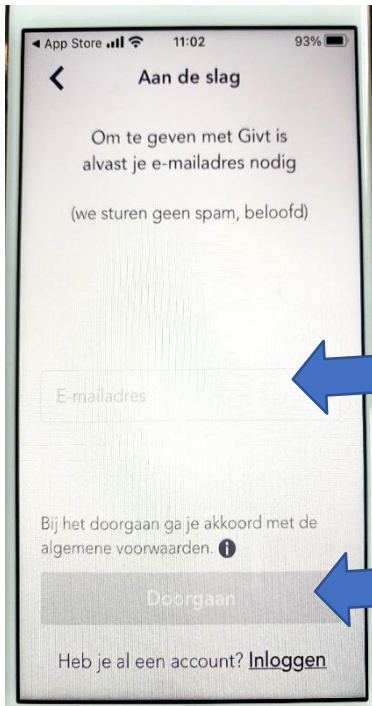 App Store 11:02 93%
Aan de slag
Om te geven met Givt is
alvast je e-mailadres nodig
(we sturen geen spam, beloofd)
E-mailadres
Bij het doorgaan ga je akkoord met de
algemene voorwaarden. i
Doorgaan
Heb je al een account? Inloggen